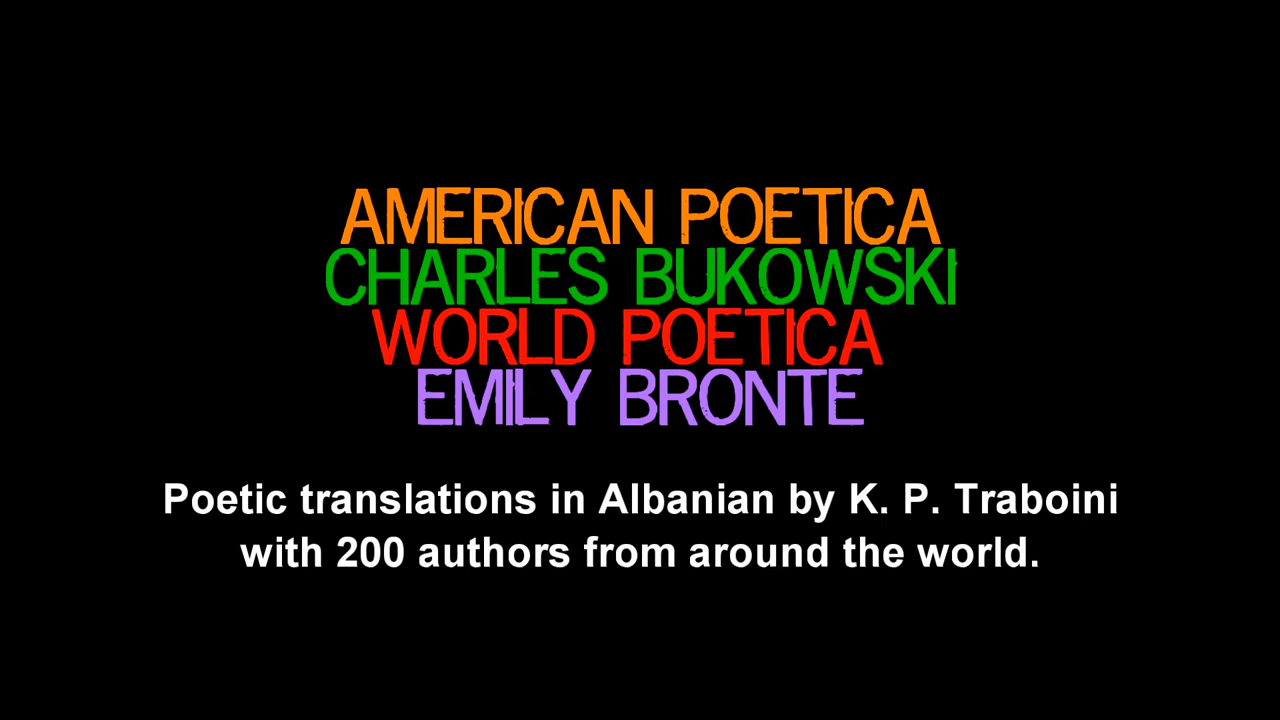 AMERICAN POETICA
CHARLES BUKOWSKI
WORLD POETICA
EMILY BRONTE
Poetic translations in Albanian by K. P. Traboini
with 200 authors from around the world.